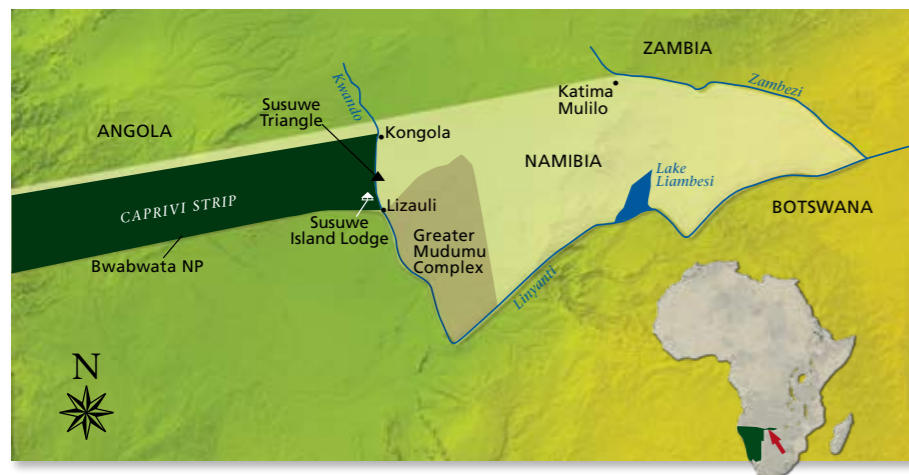 ZAMBIA
Kwando
Zambezi
Katima
Mulilo
Susuwe
Triangle
ANGOLA
Kongola
NAMIBIA
Lake
Liambesi
CAPRIVI STRIP
Lizauli
BOTSWANA
Susuwe
Island Lodge
Greater
Mudumu
Complex
Bwabwata NP
Linyanti
N